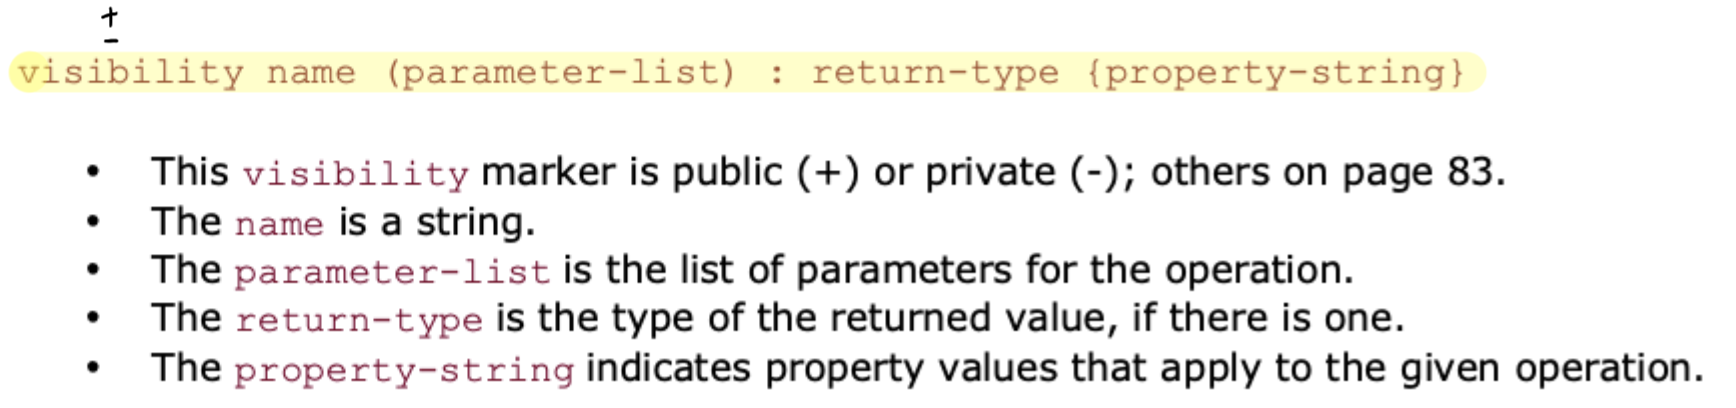 +
-
visibility name (parameter-list) : return-type {property-string}
• This visibility marker is public (+) or private (-); others on page 83.
• The name is a string.
• The parameter-list is the list of parameters for the operation.
• The return-type is the type of the returned value, if there is one.
• The property-string indicates property values that apply to the given operation.